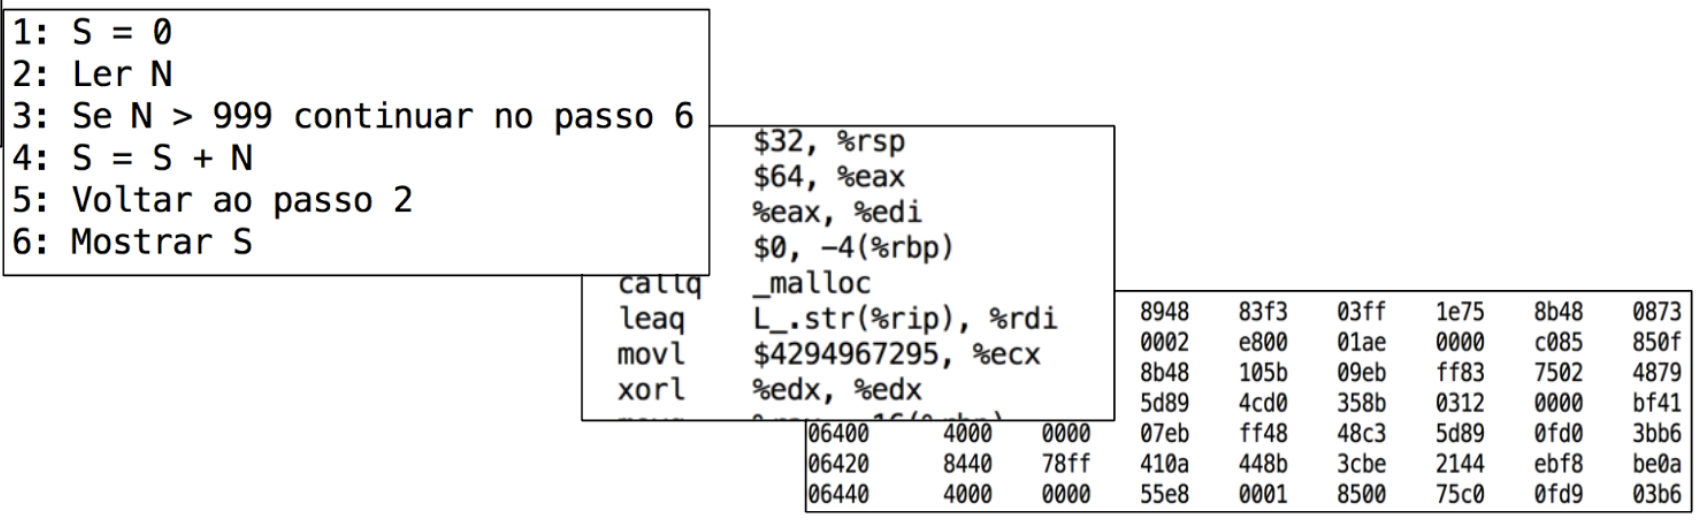 1: S = 0
2: Ler N
3: Se N > 999 continuar no passo 6
4: S = S + N
5: Voltar ao passo 2
6: Mostrar S
$32, %rsp
$64, %eax
%eax, %edi
$0, -4(%rbp)
callq _malloc
leaq L_.str(%rip), %rdi
movl $4294967295, %ecx
xorl %edx, %edx
8948 83f3 03ff 1e75 8b48 0873
0002 e800 01ae 0000 c085 850f
8b48 105b 09eb ff83 7502 4879
5d89 4cd0 358b 0312 0000 bf41
06400 4000 0000 07eb ff48 48c3 5d89 0fd0 3bb6
06420 8440 78ff 410a 448b 3cbe 2144 ebf8 be0a
06440 4000 0000 55e8 0001 8500 75c0 0fd9 03b6